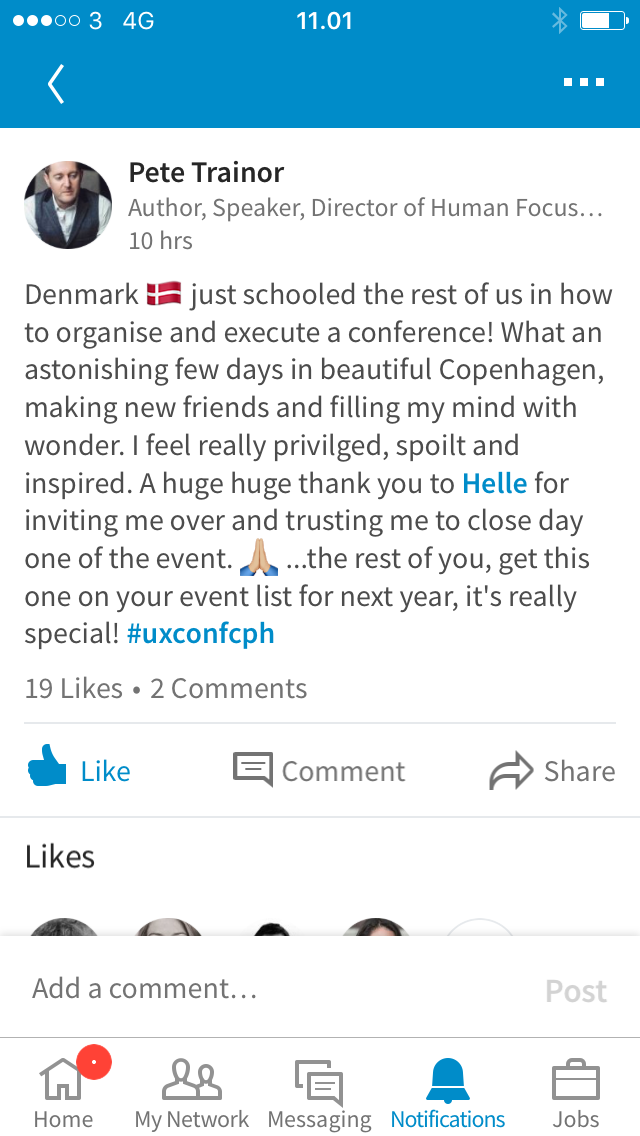 3 4G 11.01
Pete Trainor
Author, Speaker, Director of Human Focus…
10 hrs
Denmark 🇩🇰 just schooled the rest of us in how
to organise and execute a conference! What an
astonishing few days in beautiful Copenhagen,
making new friends and filling my mind with
wonder. I feel really privilged, spoilt and
inspired. A huge huge thank you to Helle for
inviting me over and trusting me to close day
one of the event. 🙏🏼 ...the rest of you, get this
one on your event list for next year, it's really
special! #uxconfcph
19 Likes • 2 Comments
Like Comment Share
Likes
Add a comment… Post
Home My Network Messaging Notifications Jobs